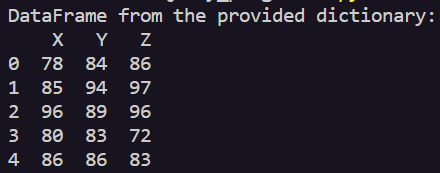 DataFrame from the provided dictionary:
    X   Y   Z
0  78  84  86
1  85  94  97
2  96  89  96
3  80  83  72
4  86  86  83